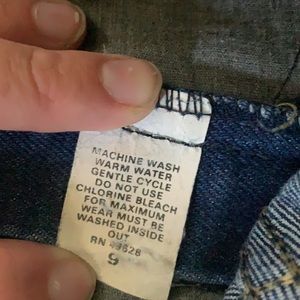 MACHINE WASH
WARM WATER
GENTLE CYCLE
DO NOT USE
CHLORINE BLEACH
FOR MAXIMUM
WEAR MUST BE
WASHED INSIDE
OUT
RN
9